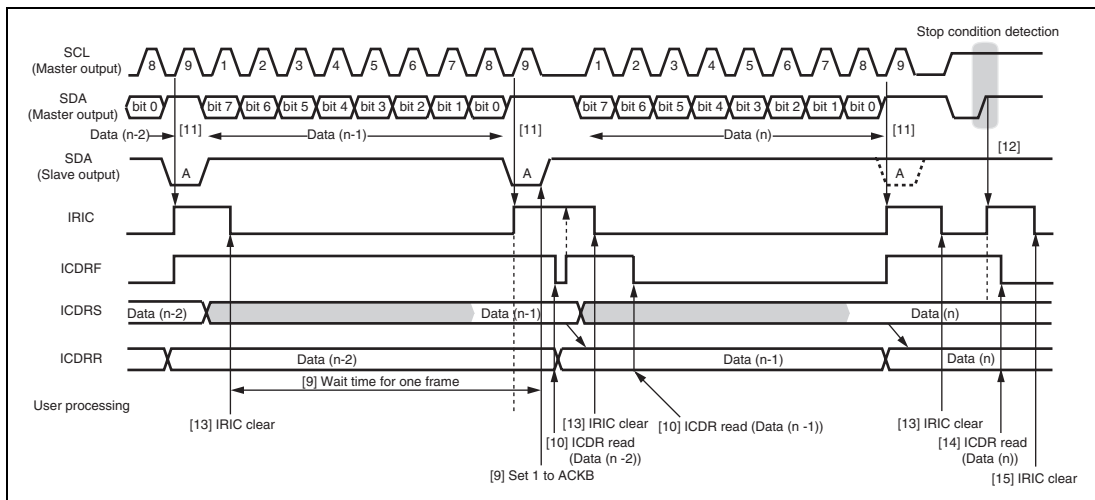 Stop condition detection
SCL
(Master output)
8 9 1 2 3 4 5 6 7 8 9 1 2 3 4 5 6 7 8 9
SDA
(Master output)
bit 0 bit 7 bit 6 bit 5 bit 4 bit 3 bit 2 bit 1 bit 0 bit 7 bit 6 bit 5 bit 4 bit 3 bit 2 bit 1 bit 0
Data (n-2) [11] Data (n-1) [11] Data (n) [11]
[12]
SDA
(Slave output)
A A A
IRIC
ICDRF
ICDRS
Data (n-2) Data (n-1) Data (n)
ICDRR
Data (n-2) Data (n-1) Data (n)
[9] Wait time for one frame
User processing
[13] IRIC clear [13] IRIC clear [10] ICDR read (Data (n -1)) [13] IRIC clear
[10] ICDR read
(Data (n -2))
[14] ICDR read
(Data (n))
[9] Set 1 to ACKB
[15] IRIC clear